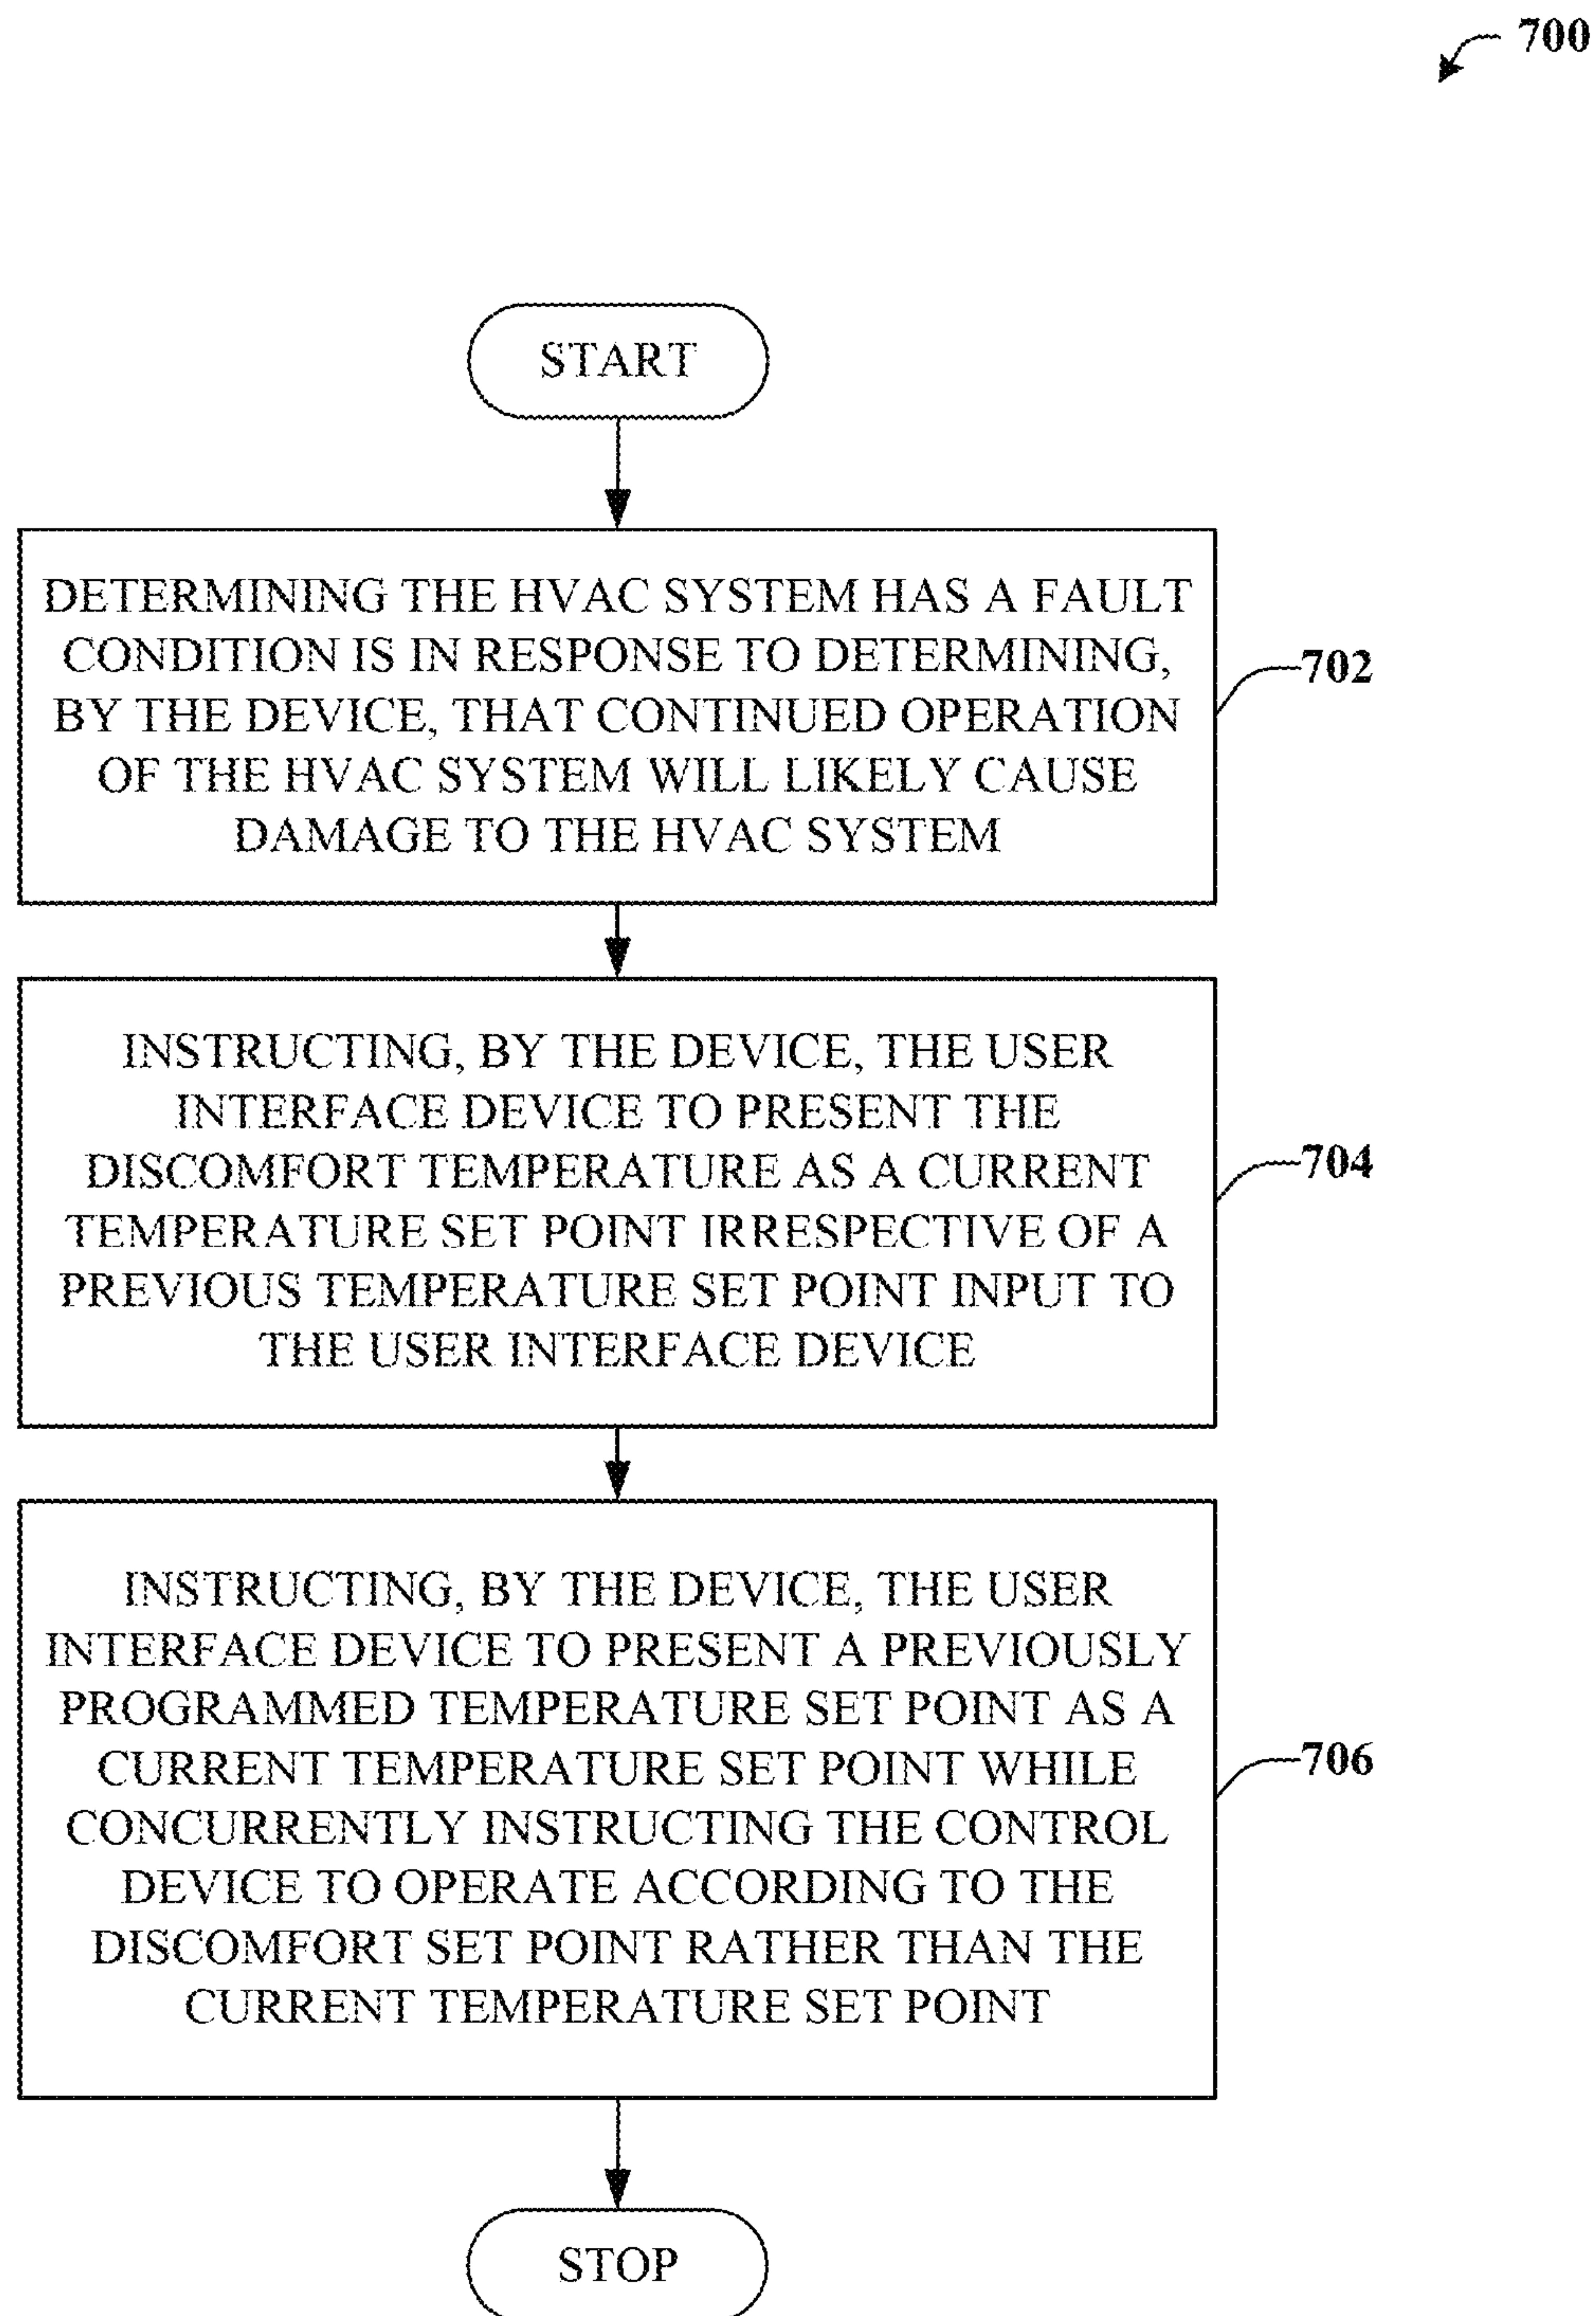 700
START
DETERMINING THE HVAC SYSTEM HAS A FAULT
CONDITION IS IN RESPONSE TO DETERMINING,
BY THE DEVICE, THAT CONTINUED OPERATION
OF THE HVAC SYSTEM WILL LIKELY CAUSE
DAMAGE TO THE HVAC SYSTEM
702
INSTRUCTING, BY THE DEVICE, THE USER
INTERFACE DEVICE TO PRESENT THE
DISCOMFORT TEMPERATURE AS A CURRENT
TEMPERATURE SET POINT IRRESPECTIVE OF A
PREVIOUS TEMPERATURE SET POINT INPUT TO
THE USER INTERFACE DEVICE
704
INSTRUCTING, BY THE DEVICE, THE USER
INTERFACE DEVICE TO PRESENT A PREVIOUSLY
PROGRAMMED TEMPERATURE SET POINT AS A
CURRENT TEMPERATURE SET POINT WHILE
CONCURRENTLY INSTRUCTING THE CONTROL
DEVICE TO OPERATE ACCORDING TO THE
DISCOMFORT SET POINT RATHER THAN THE
CURRENT TEMPERATURE SET POINT
706
STOP